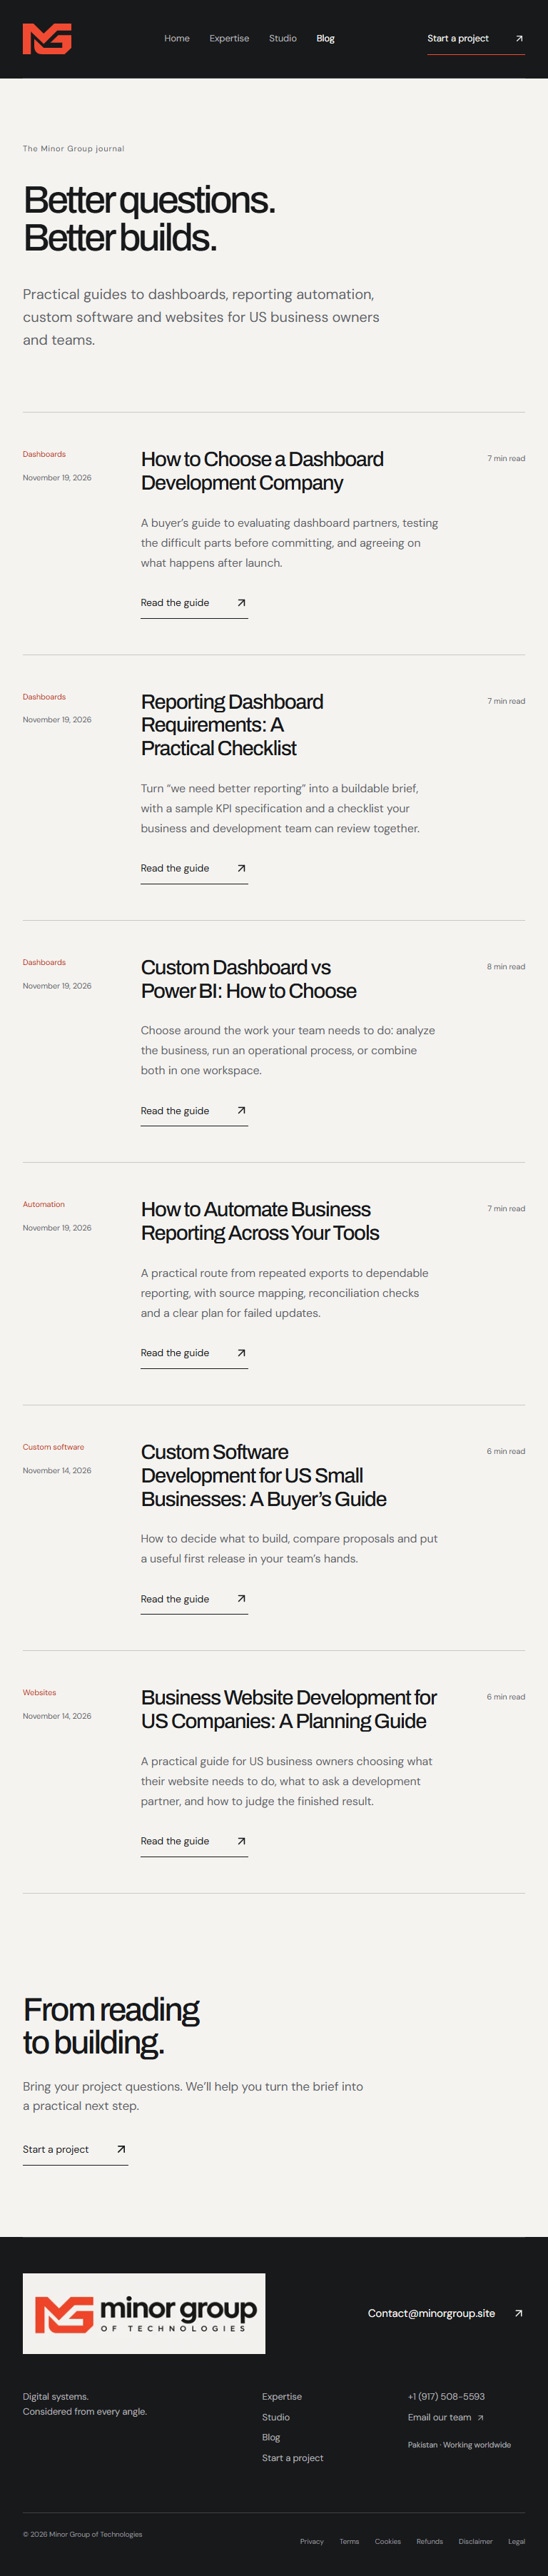 MG
Home Expertise Studio Blog Start a project
The Minor Group journal
Better questions.
Better builds.
Practical guides to dashboards, reporting automation,
custom software and websites for US business owners
and teams.
Dashboards
November 19, 2026
How to Choose a Dashboard
Development Company
7 min read
A buyer’s guide to evaluating dashboard partners, testing
the difficult parts before committing, and agreeing on
what happens after launch.
Read the guide
Dashboards
November 19, 2026
Reporting Dashboard
Requirements: A
Practical Checklist
7 min read
Turn “we need better reporting” into a buildable brief,
with a sample KPI specification and a checklist your
business and development team can review together.
Read the guide
Dashboards
November 19, 2026
Custom Dashboard vs
Power BI: How to Choose
8 min read
Choose around the work your team needs to do: analyze
the business, run an operational process, or combine
both in one workspace.
Read the guide
Automation
November 19, 2026
How to Automate Business
Reporting Across Your Tools
7 min read
A practical route from repeated exports to dependable
reporting, with source mapping, reconciliation checks
and a clear plan for failed updates.
Read the guide
Custom software
November 14, 2026
Custom Software
Development for US Small
Businesses: A Buyer’s Guide
6 min read
How to decide what to build, compare proposals and put
a useful first release in your team’s hands.
Read the guide
Websites
November 14, 2026
Business Website Development for
US Companies: A Planning Guide
6 min read
A practical guide for US business owners choosing what
their website needs to do, what to ask a development
partner, and how to judge the finished result.
Read the guide
From reading
to building.
Bring your project questions. We’ll help you turn the brief into
a practical next step.
Start a project
MG minor group
OF TECHNOLOGIES
Contact@minorgroup.site
Digital systems.
Considered from every angle.
Expertise
Studio
Blog
Start a project
+1 (917) 508-5593
Email our team
Pakistan · Working worldwide
© 2026 Minor Group of Technologies
Privacy Terms Cookies Refunds Disclaimer Legal